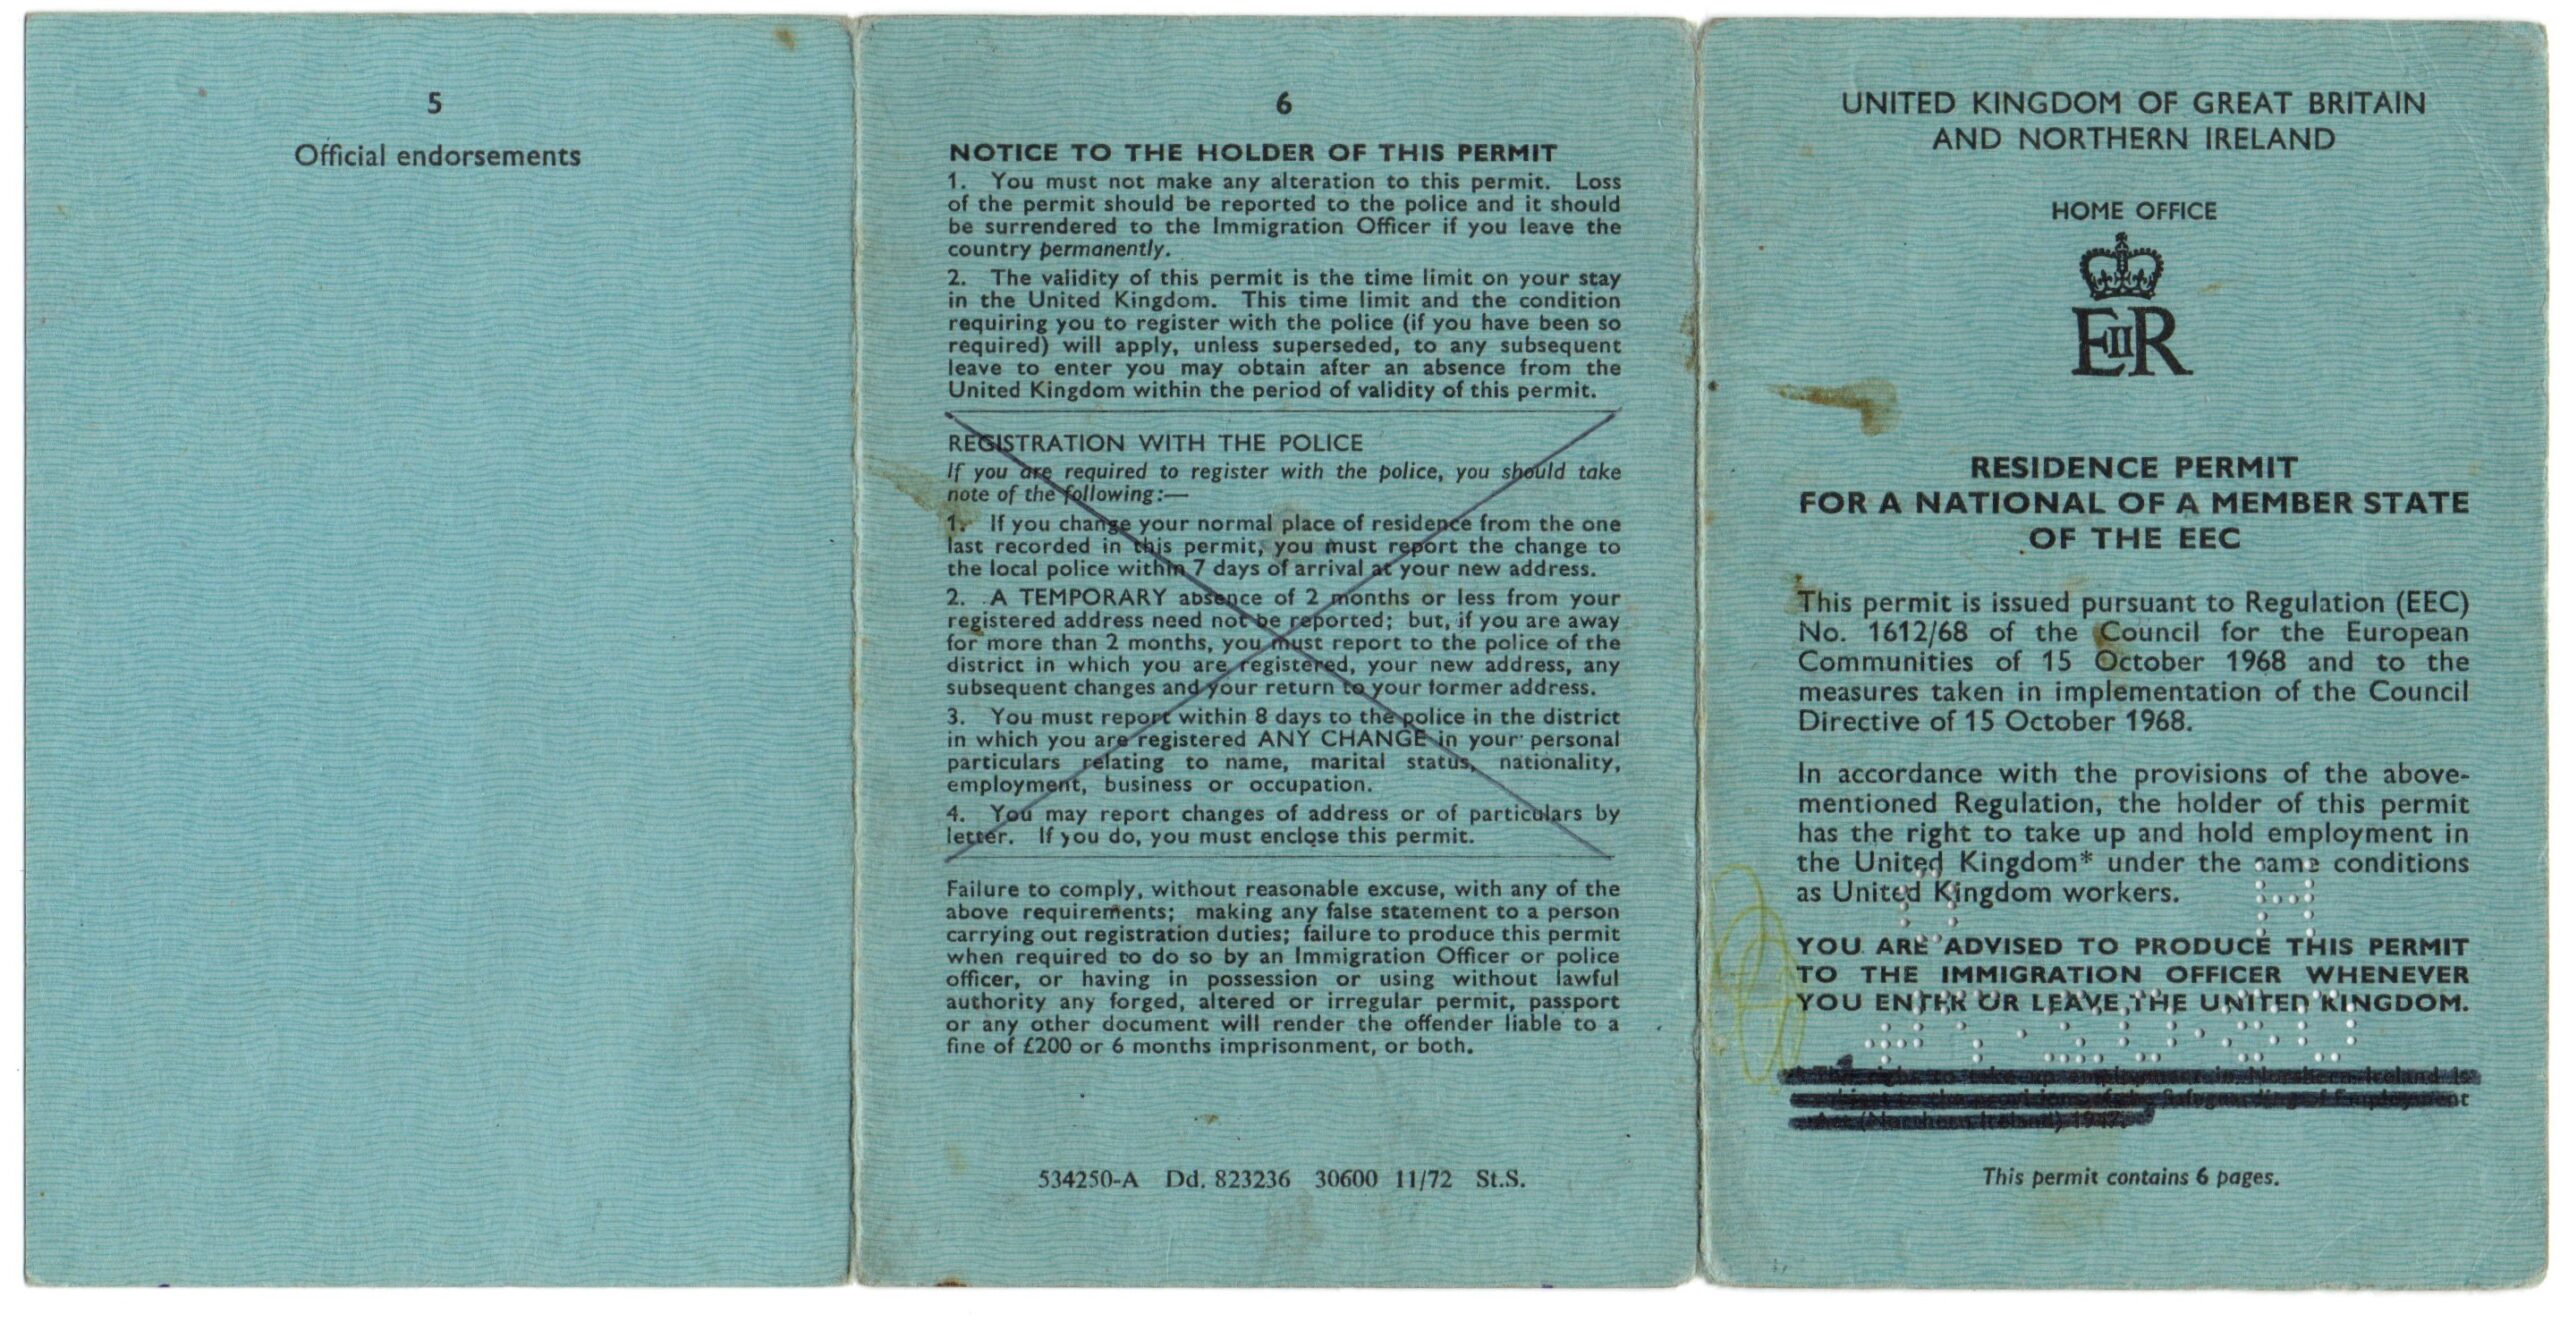 5
Official endorsements
6
NOTICE TO THE HOLDER OF THIS PERMIT
1. You must not make any alteration to this permit. Loss
of the permit should be reported to the police and it should
be surrendered to the Immigration Officer if you leave the
country permanently.
2. The validity of this permit is the time limit on your stay
in the United Kingdom. This time limit and the condition
requiring you to register with the police (if you have been so
required) will apply, unless superseded, to any subsequent
leave to enter you may obtain after an absence from the
United Kingdom within the period of validity of this permit.
REGISTRATION WITH THE POLICE
If you are required to register with the police, you should take
note of the following:—
1. If you change your normal place of residence from the one
last recorded in this permit, you must report the change to
the local police within 7 days of arrival at your new address.
2. A TEMPORARY absence of 2 months or less from your
registered address need not be reported; but, if you are away
for more than 2 months, you must report to the police of the
district in which you are registered, your new address, any
subsequent changes and your return to your former address.
3. You must report within 8 days to the police in the district
in which you are registered ANY CHANGE in your personal
particulars relating to name, marital status, nationality,
employment, business or occupation.
4. You may report changes of address or of particulars by
letter. If you do, you must enclose this permit.
Failure to comply, without reasonable excuse, with any of the
above requirements; making any false statement to a person
carrying out registration duties; failure to produce this permit
when required to do so by an Immigration Officer or police
officer, or having in possession or using without lawful
authority any forged, altered or irregular permit, passport
or any other document will render the offender liable to a
fine of £200 or 6 months imprisonment, or both.
534250-A Dd. 823236 30600 11/72 St.S.
UNITED KINGDOM OF GREAT BRITAIN
AND NORTHERN IRELAND
HOME OFFICE
EIIR
RESIDENCE PERMIT
FOR A NATIONAL OF A MEMBER STATE
OF THE EEC
This permit is issued pursuant to Regulation (EEC)
No. 1612/68 of the Council for the European
Communities of 15 October 1968 and to the
measures taken in implementation of the Council
Directive of 15 October 1968.
In accordance with the provisions of the above-
mentioned Regulation, the holder of this permit
has the right to take up and hold employment in
the United Kingdom* under the same conditions
as United Kingdom workers.
YOU ARE ADVISED TO PRODUCE THIS PERMIT
TO THE IMMIGRATION OFFICER WHENEVER
YOU ENTER OR LEAVE THE UNITED KINGDOM.
* The right to take up employment in Northern Ireland is
subject to the provisions of the Safeguarding of Employment
Act (Northern Ireland) 1947.
This permit contains 6 pages.